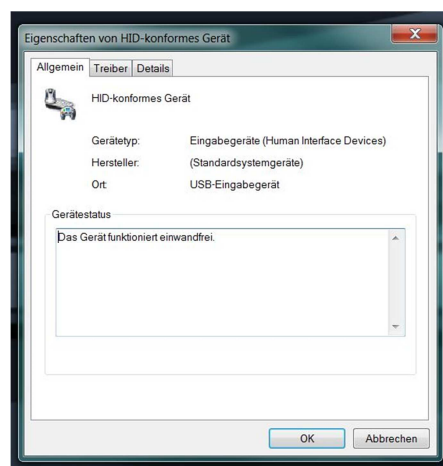 Eigenschaften von HID-konformes Gerät
Allgemein Treiber Details
HID-konformes Gerät
Gerätetyp: Eingabegeräte (Human Interface Devices)
Hersteller: (Standardsystemgeräte)
Ort: USB-Eingabegerät
Gerätestatus
Das Gerät funktioniert einwandfrei.
OK Abbrechen